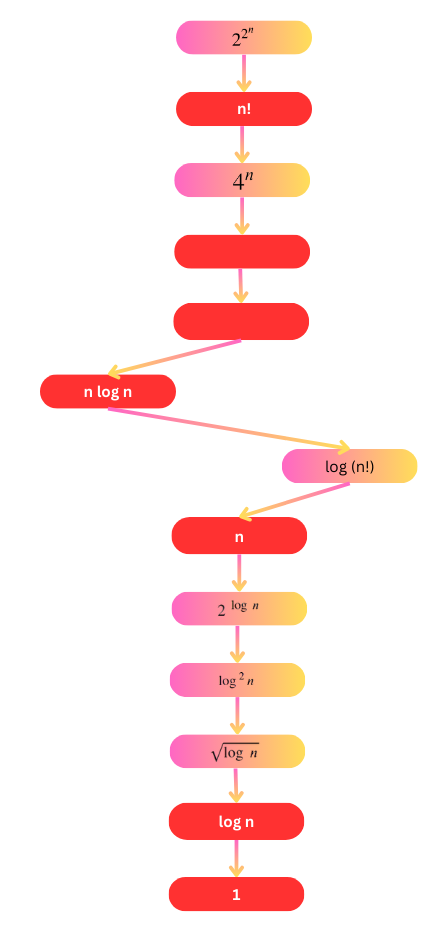 2^{2^n}
n!
4^n
n log n
log (n!)
n
2^{log n}
log^2 n
√(log n)
log n
1